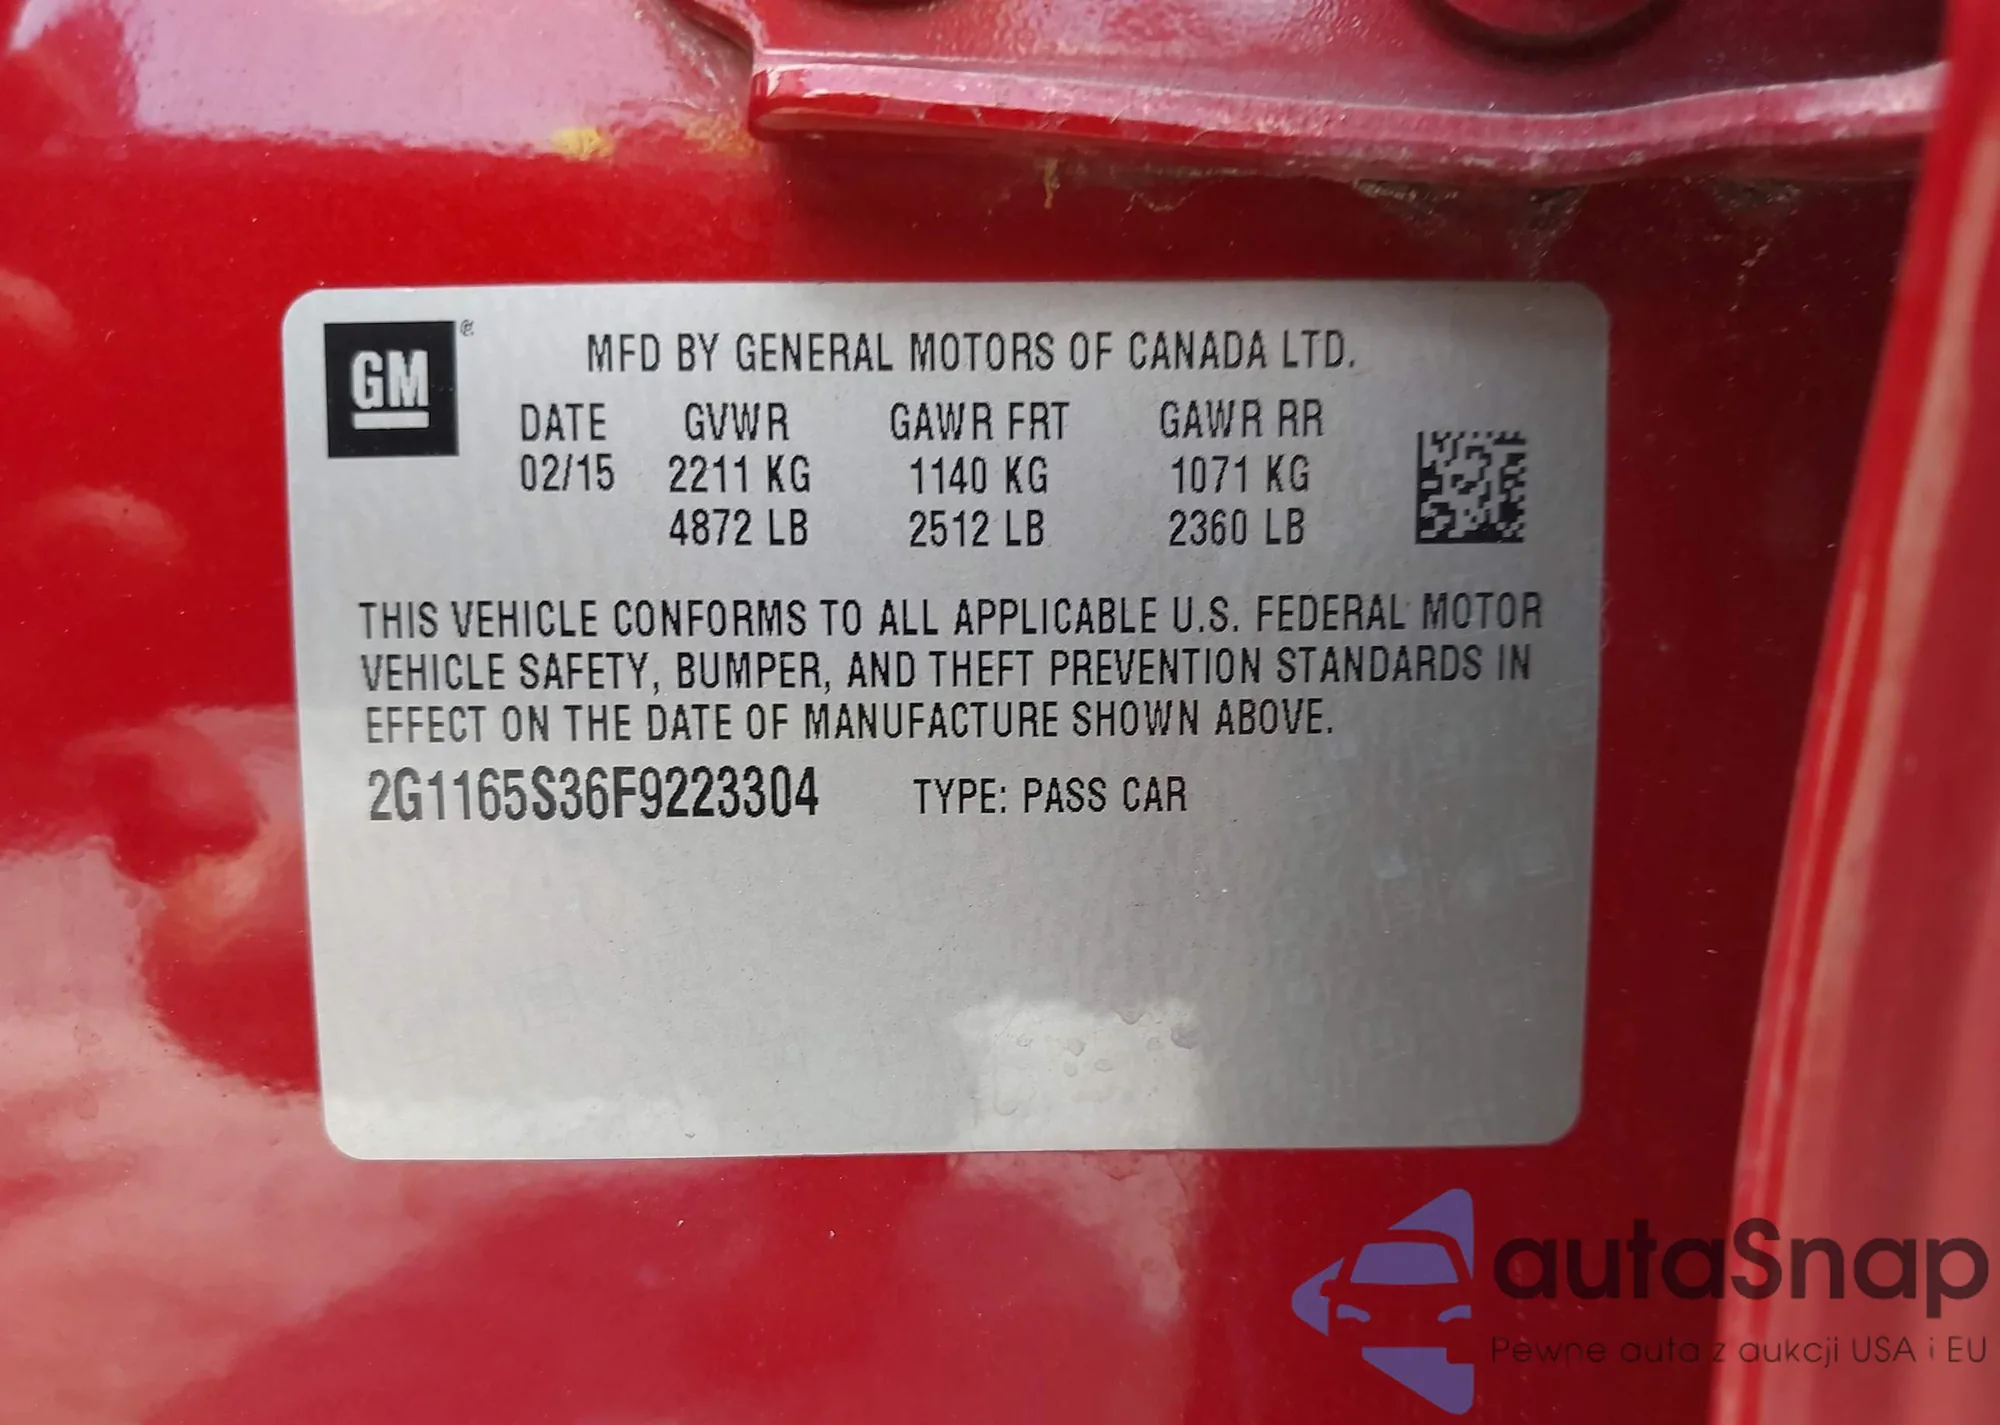 GM
MFD BY GENERAL MOTORS OF CANADA LTD.
DATE GVWR GAWR FRT GAWR RR
02/15 2211 KG 1140 KG 1071 KG
4872 LB 2512 LB 2360 LB
THIS VEHICLE CONFORMS TO ALL APPLICABLE U.S. FEDERAL MOTOR
VEHICLE SAFETY, BUMPER, AND THEFT PREVENTION STANDARDS IN
EFFECT ON THE DATE OF MANUFACTURE SHOWN ABOVE.
2G1165S36F9223304 TYPE: PASS CAR
autaSnap
Pewne auta z aukcji USA i EU